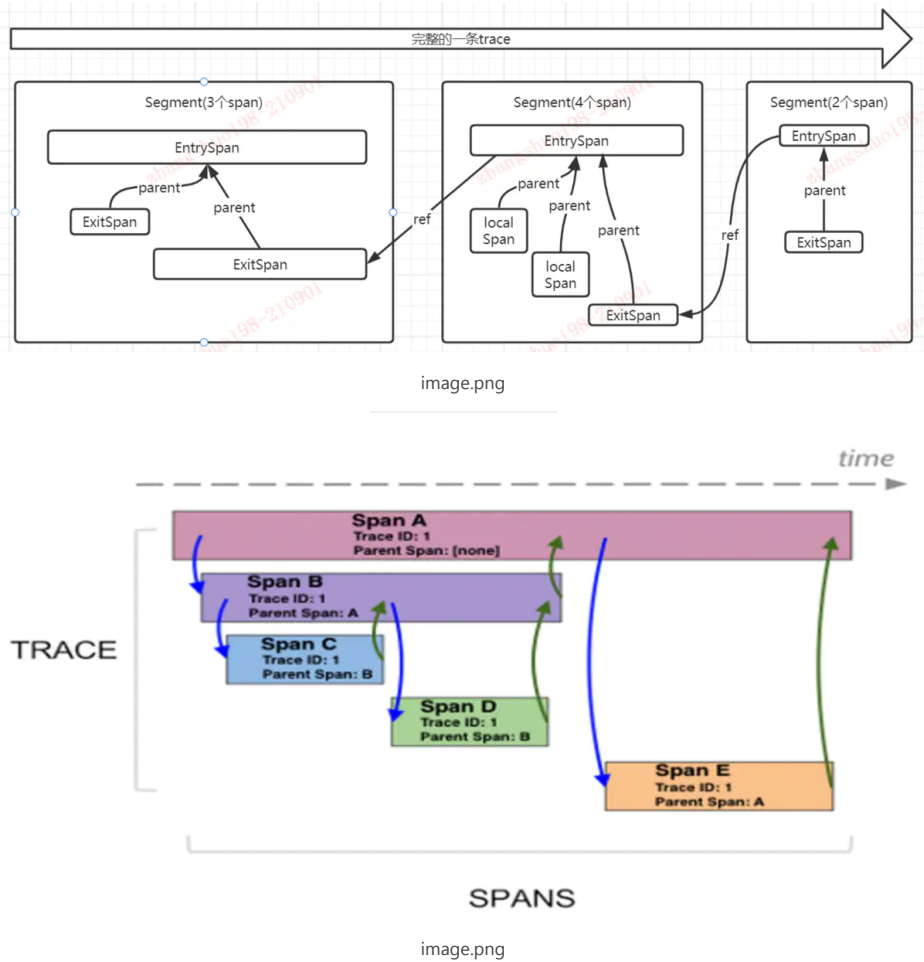 完整的一条trace
Segment(3个span)
Segment(4个span)
Segment(2个span)
EntrySpan
EntrySpan
EntrySpan
parent
parent
parent
parent
parent
parent
ExitSpan
ExitSpan
ref
local
Span
local
Span
ExitSpan
ref
ExitSpan
zhangshuo198-210901
image.png
time
TRACE
Span A
Trace ID: 1
Parent Span: [none]
Span B
Trace ID: 1
Parent Span: A
Span C
Trace ID: 1
Parent Span: B
Span D
Trace ID: 1
Parent Span: B
Span E
Trace ID: 1
Parent Span: A
SPANS
image.png